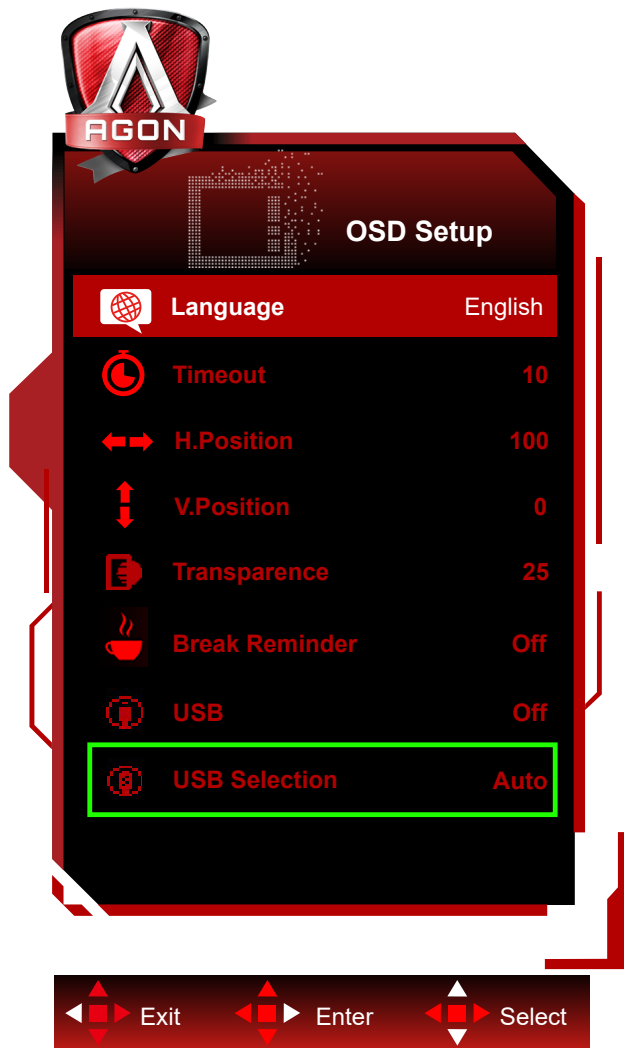 AGON
OSD Setup
Language English
Timeout 10
H.Position 100
V.Position 0
Transparence 25
Break Reminder Off
USB Off
USB Selection Auto
Exit Enter Select